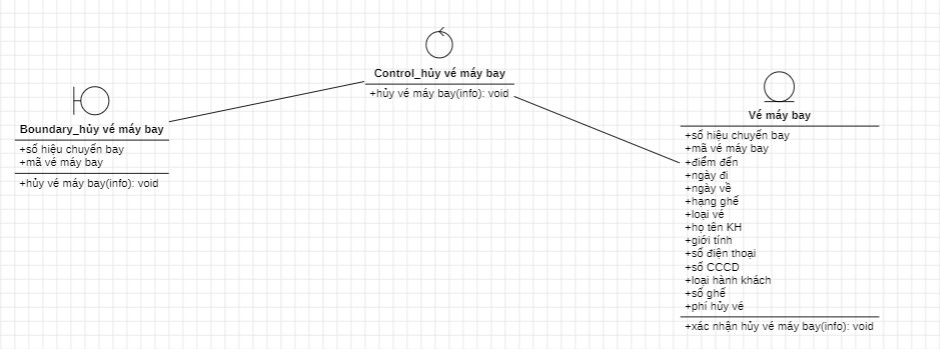 Boundary_hủy vé máy bay
+số hiệu chuyến bay
+mã vé máy bay
+hủy vé máy bay(info): void
Control_hủy vé máy bay
+hủy vé máy bay(info): void
Vé máy bay
+số hiệu chuyến bay
+mã vé máy bay
+điểm đến
+ngày đi
+ngày về
+hạng ghế
+loại vé
+họ tên KH
+giới tính
+số điện thoại
+số CCCD
+loại hành khách
+số ghế
+phí hủy vé
+xác nhận hủy vé máy bay(info): void